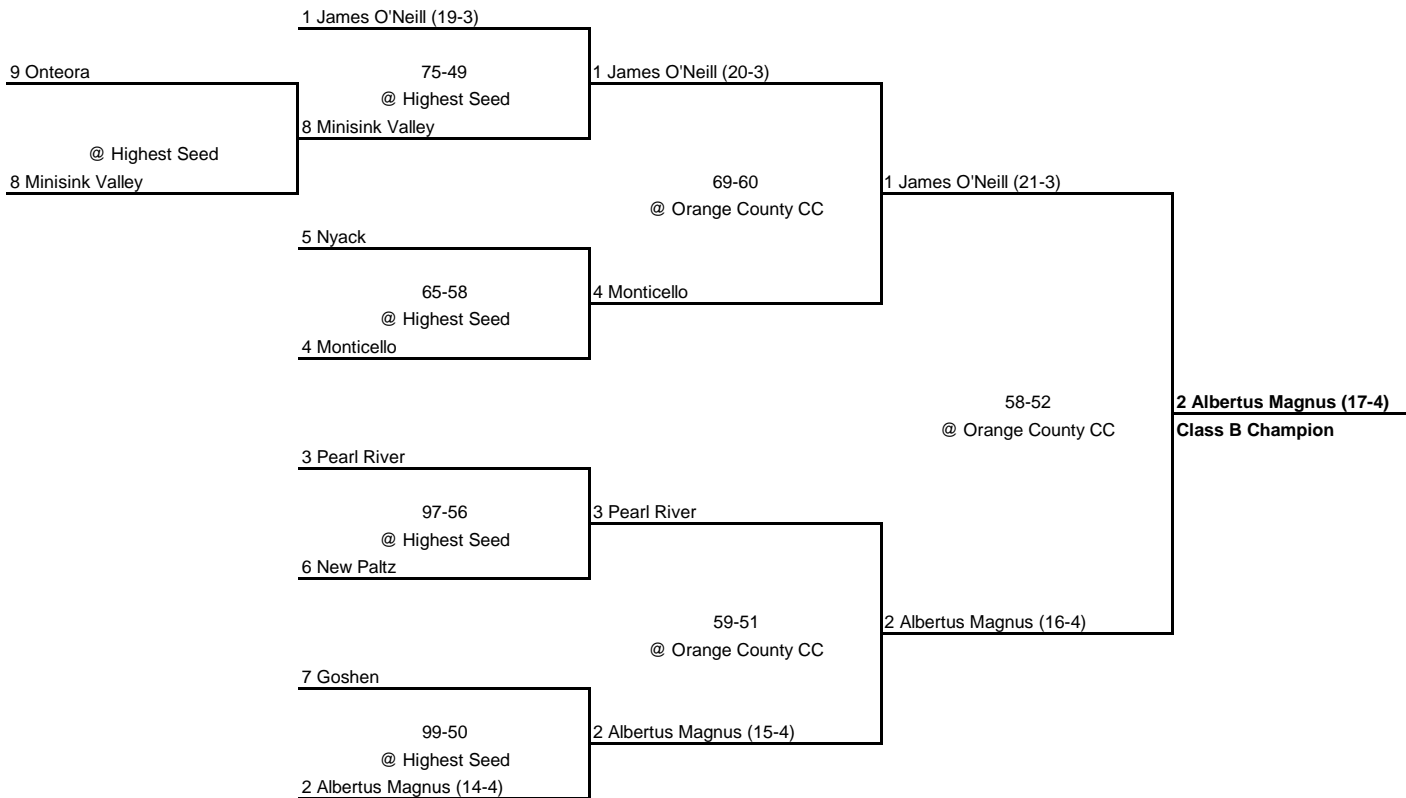 1 James O'Neill (19-3)
9 Onteora
75-49
1 James O'Neill (20-3)
@ Highest Seed
8 Minisink Valley
@ Highest Seed
8 Minisink Valley
69-60
1 James O'Neill (21-3)
@ Orange County CC
5 Nyack
65-58
4 Monticello
@ Highest Seed
4 Monticello
58-52
2 Albertus Magnus (17-4)
@ Orange County CC
Class B Champion
3 Pearl River
97-56
3 Pearl River
@ Highest Seed
6 New Paltz
59-51
2 Albertus Magnus (16-4)
@ Orange County CC
7 Goshen
99-50
2 Albertus Magnus (15-4)
@ Highest Seed
2 Albertus Magnus (14-4)